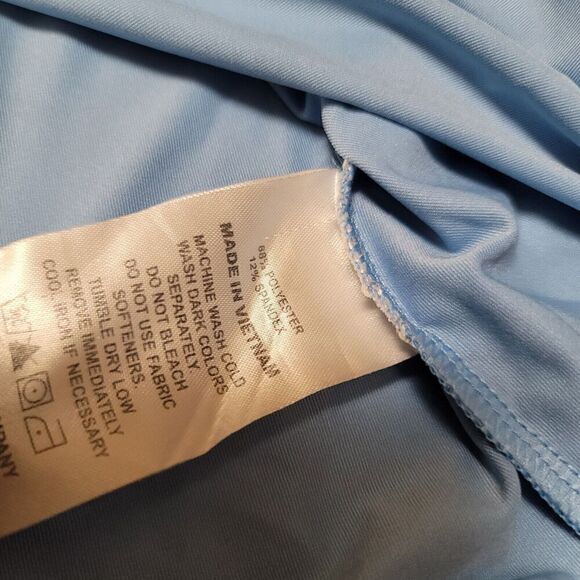 88% POLYESTER
12% SPANDEX
MADE IN VIETNAM
MACHINE WASH COLD
WASH DARK COLORS
SEPARATELY
DO NOT BLEACH
DO NOT USE FABRIC
SOFTENERS.
TUMBLE DRY LOW
REMOVE IMMEDIATELY
COOL IRON IF NECESSARY